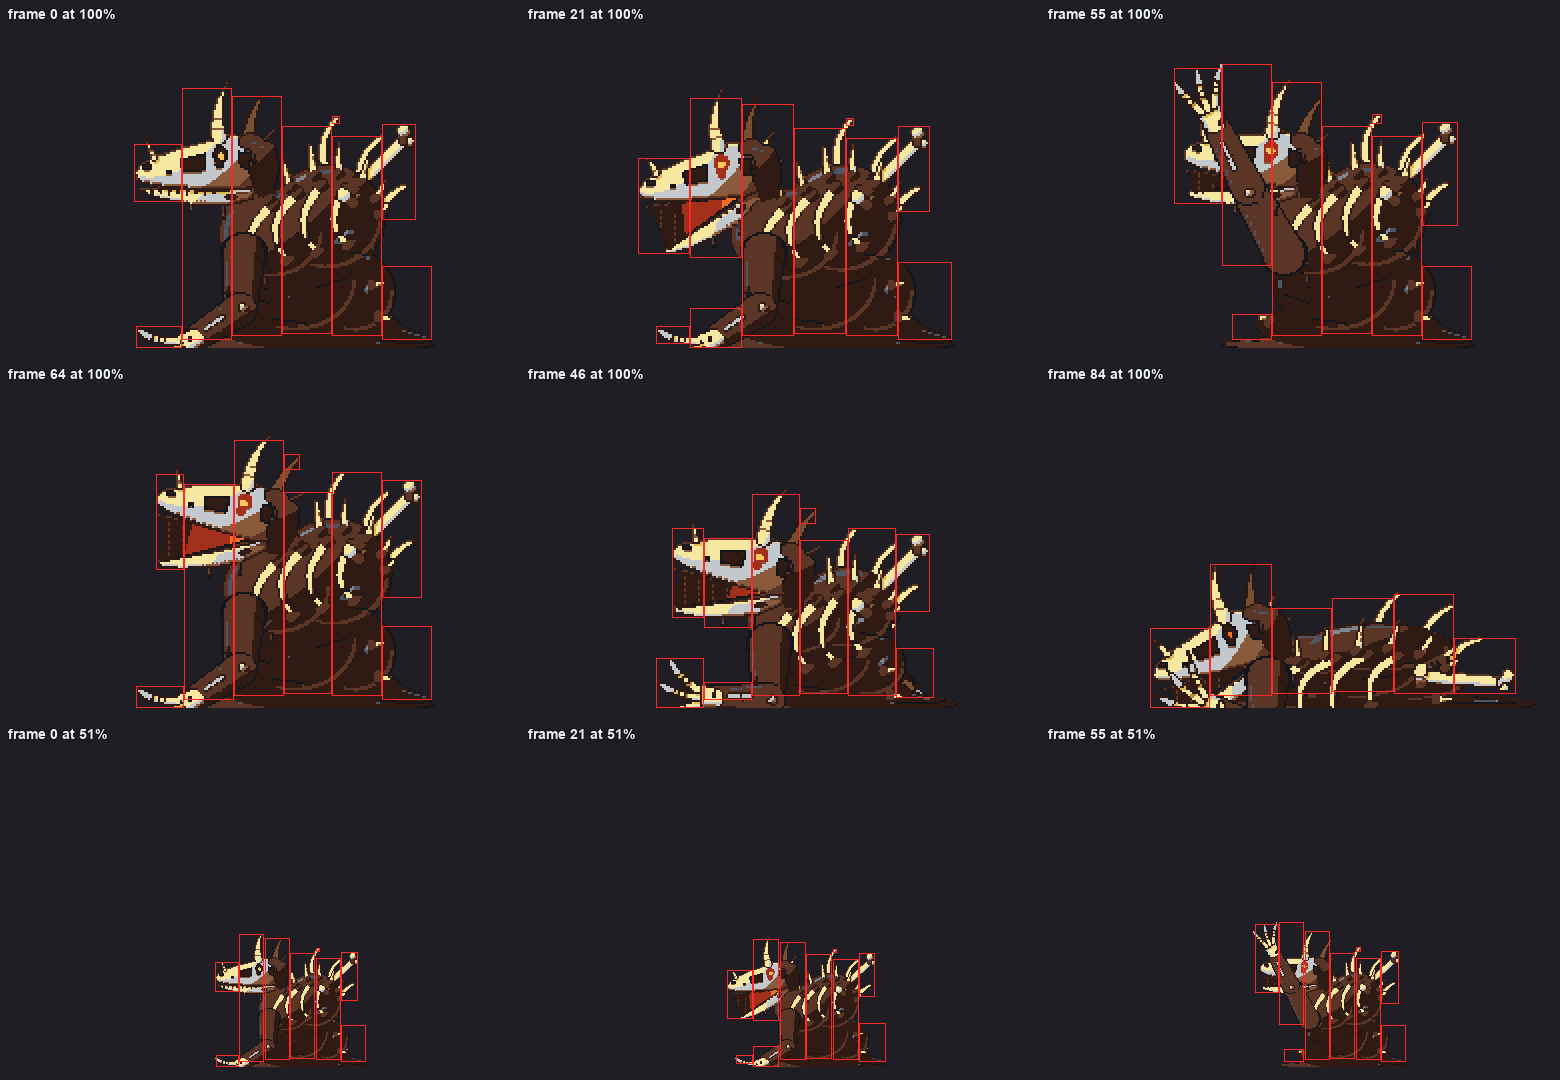 frame 0 at 100%
frame 21 at 100%
frame 55 at 100%
frame 64 at 100%
frame 46 at 100%
frame 84 at 100%
frame 0 at 51%
frame 21 at 51%
frame 55 at 51%